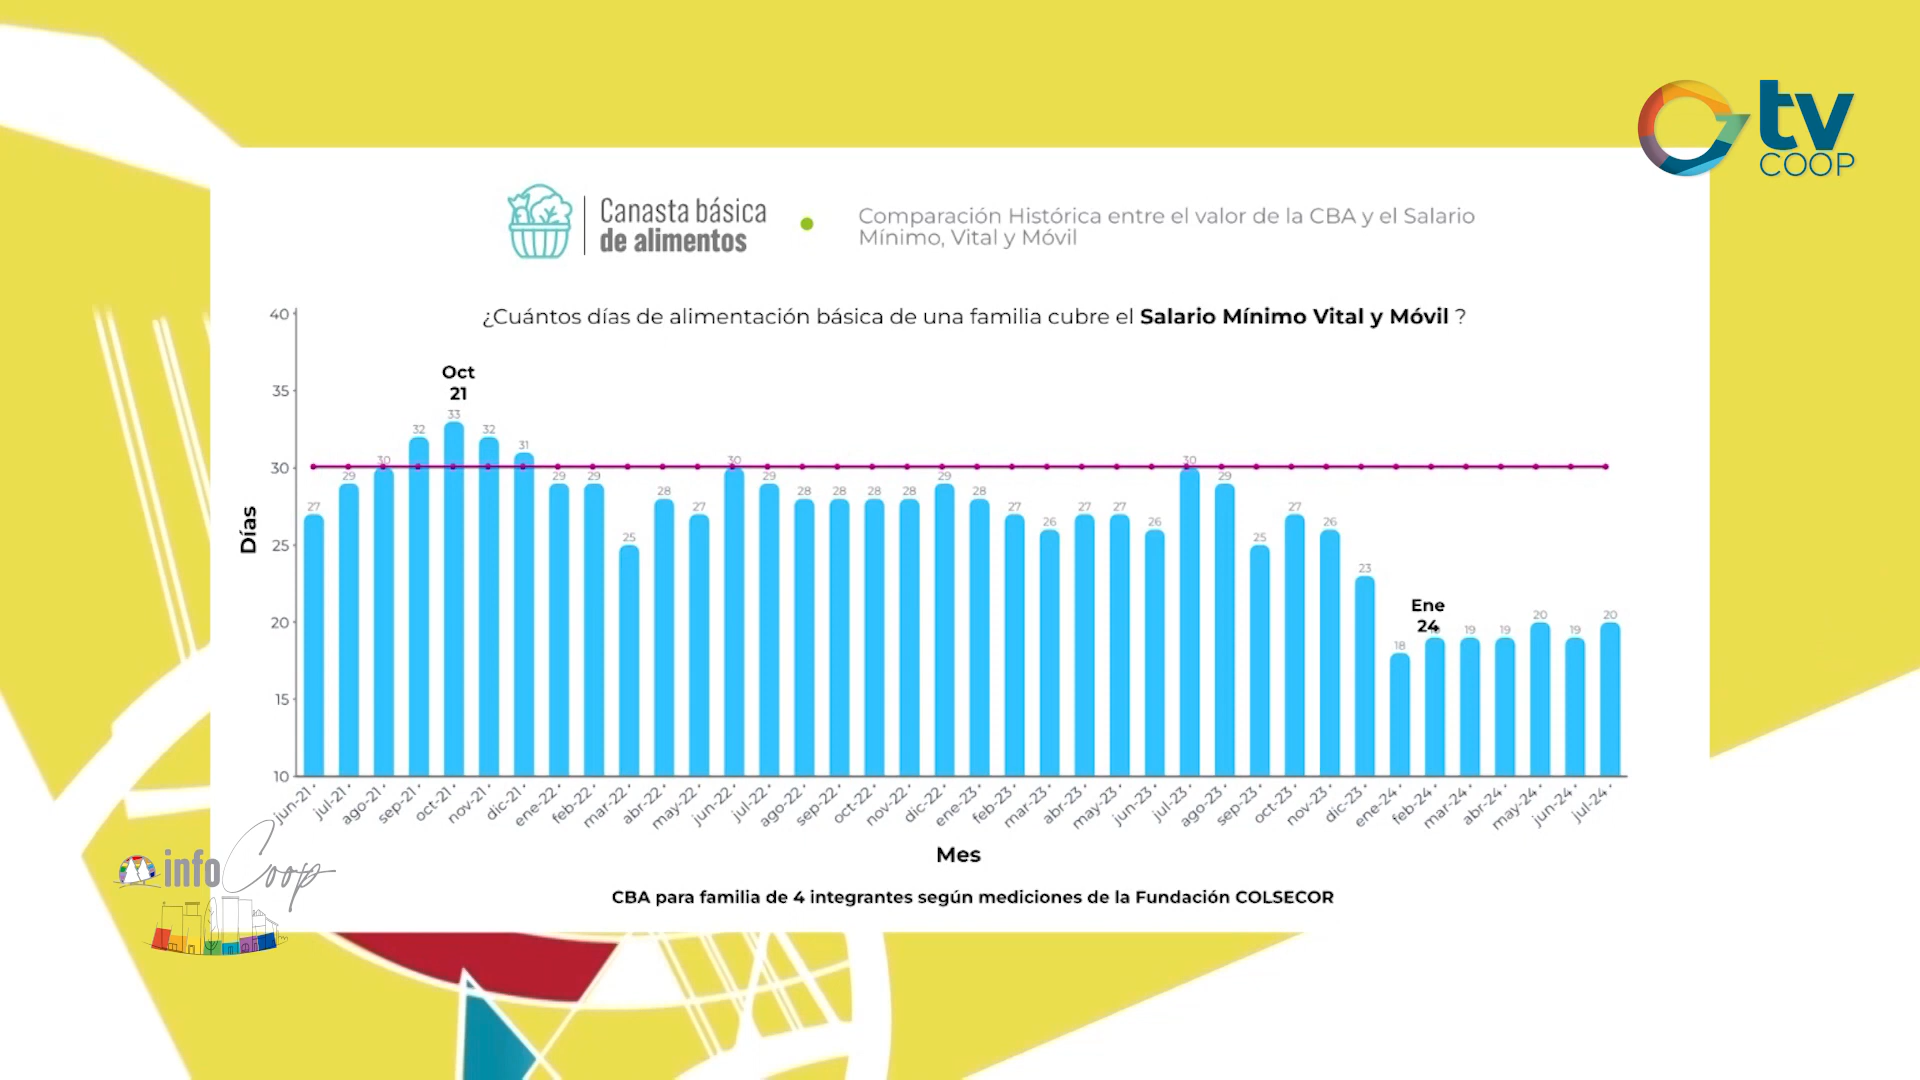 tv
COOP
Canasta básica
de alimentos
Comparación Histórica entre el valor de la CBA y el Salario
Mínimo, Vital y Móvil
¿Cuántos días de alimentación básica de una familia cubre el Salario Mínimo Vital y Móvil ?
40
35
30
25
20
15
10
Días
Oct
21
Ene
24
27
29
30
32
33
32
31
29
29
25
28
27
30
29
28
28
28
28
29
28
27
26
27
27
26
30
29
25
27
26
23
18
19
19
20
19
20
jun-21
jul-21
ago-21
sep-21
oct-21
nov-21
dic-21
ene-22
feb-22
mar-22
abr-22
may-22
jun-22
jul-22
ago-22
sep-22
oct-22
nov-22
dic-22
ene-23
feb-23
mar-23
abr-23
may-23
jun-23
jul-23
ago-23
sep-23
oct-23
nov-23
dic-23
ene-24
feb-24
mar-24
abr-24
may-24
jun-24
jul-24
Mes
CBA para familia de 4 integrantes según mediciones de la Fundación COLSECOR
infoCoop